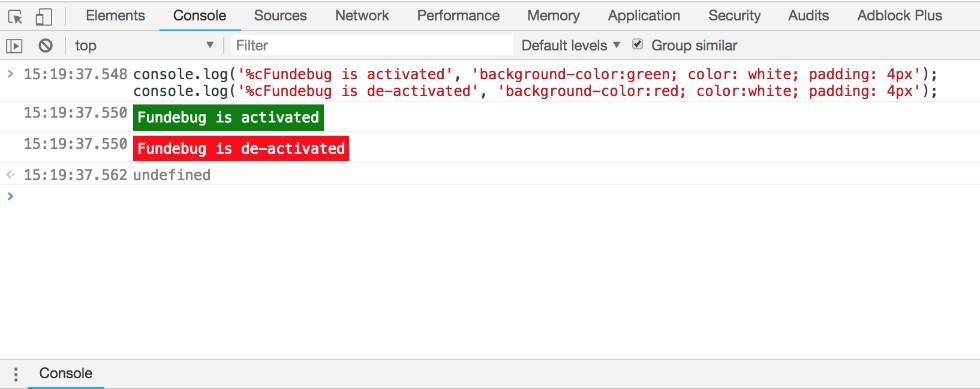 Elements Console Sources Network Performance Memory Application Security Audits Adblock Plus
top Filter Default levels Group similar
15:19:37.548 console.log('%cFundebug is activated', 'background-color:green; color: white; padding: 4px');
console.log('%cFundebug is de-activated', 'background-color:red; color:white; padding: 4px');
15:19:37.550 Fundebug is activated
15:19:37.550 Fundebug is de-activated
15:19:37.562 undefined
Console